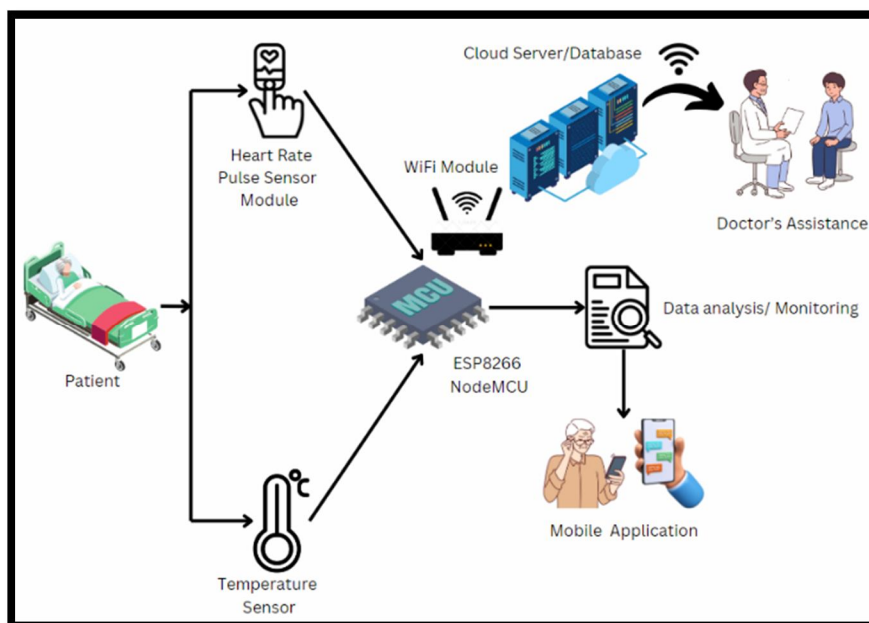 Cloud Server/Database
Heart Rate
Pulse Sensor
Module
WiFi Module
Doctor's Assistance
MCU
Data analysis/ Monitoring
ESP8266
NodeMCU
Patient
°C
Mobile Application
Temperature
Sensor